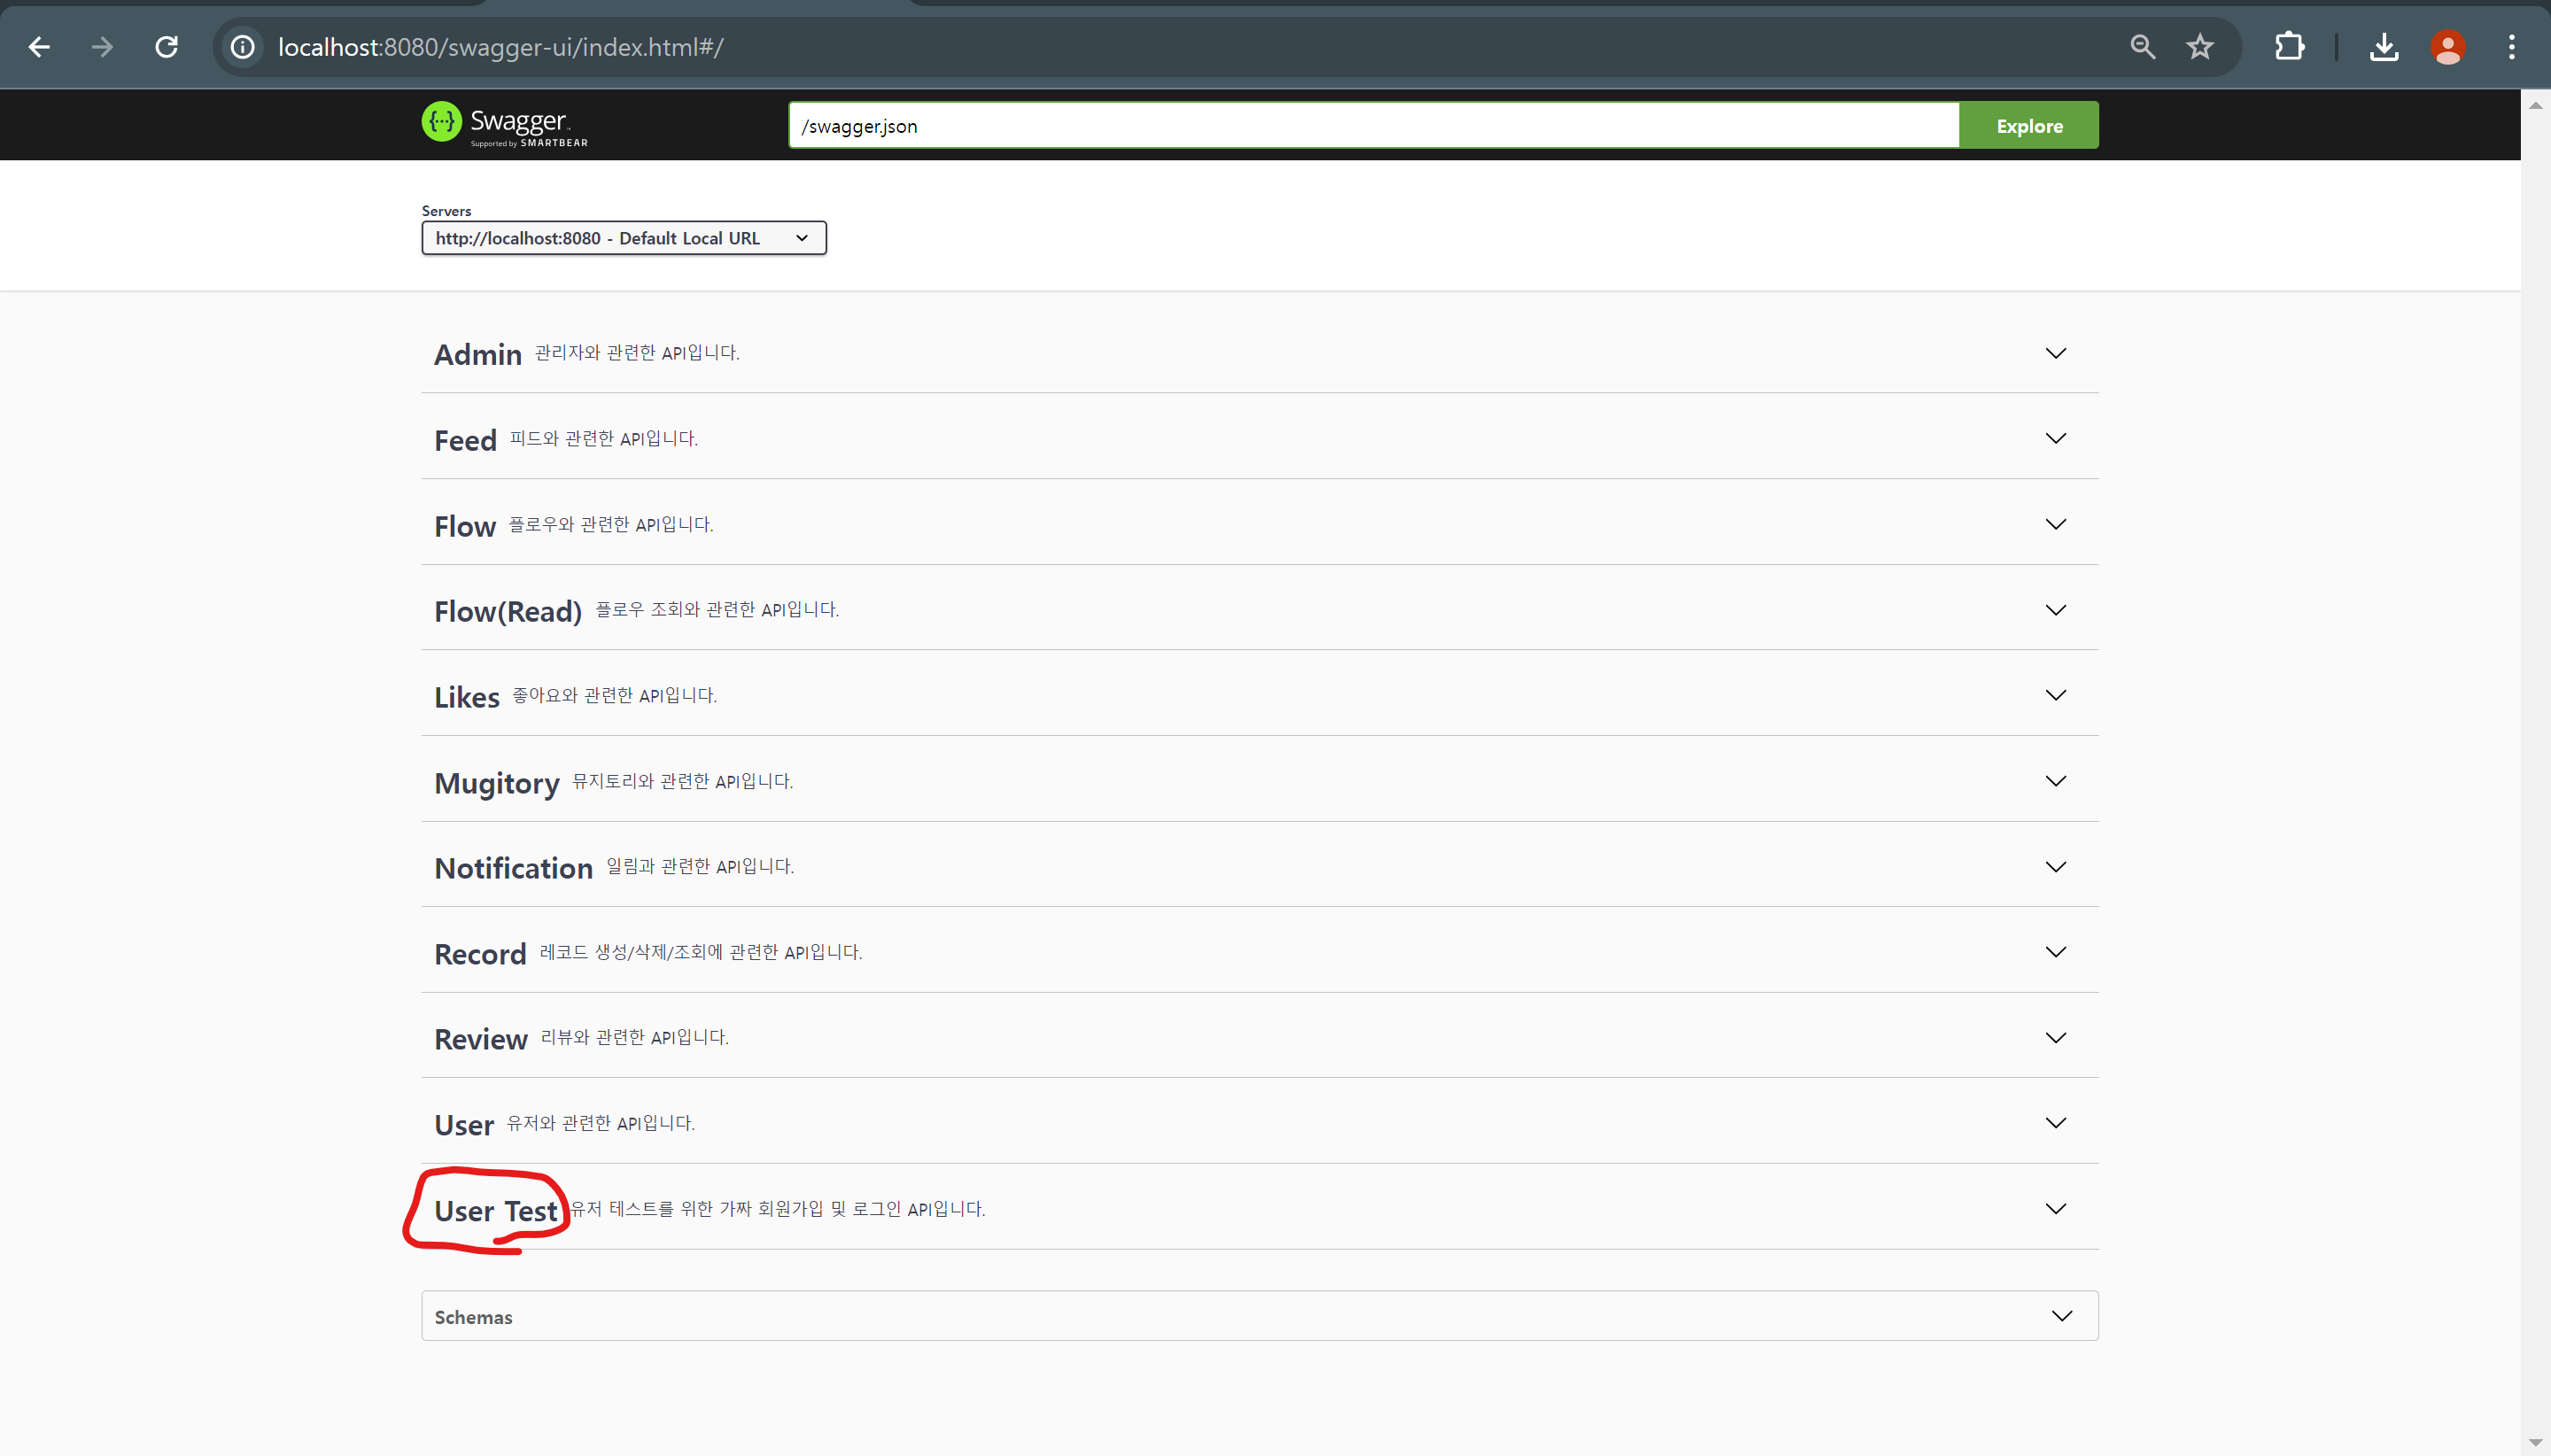 localhost:8080/swagger-ui/index.html#/
Swagger
Supported by SMARTBEAR
/swagger.json
Explore
Servers
http://localhost:8080 - Default Local URL
Admin 관리자와 관련한 API입니다.
Feed 피드와 관련한 API입니다.
Flow 플로우와 관련한 API입니다.
Flow(Read) 플로우 조회와 관련한 API입니다.
Likes 좋아요와 관련한 API입니다.
Mugitory 뮤지토리와 관련한 API입니다.
Notification 일림과 관련한 API입니다.
Record 레코드 생성/삭제/조회에 관련한 API입니다.
Review 리뷰와 관련한 API입니다.
User 유저와 관련한 API입니다.
User Test 유저 테스트를 위한 가짜 회원가입 및 로그인 API입니다.
Schemas